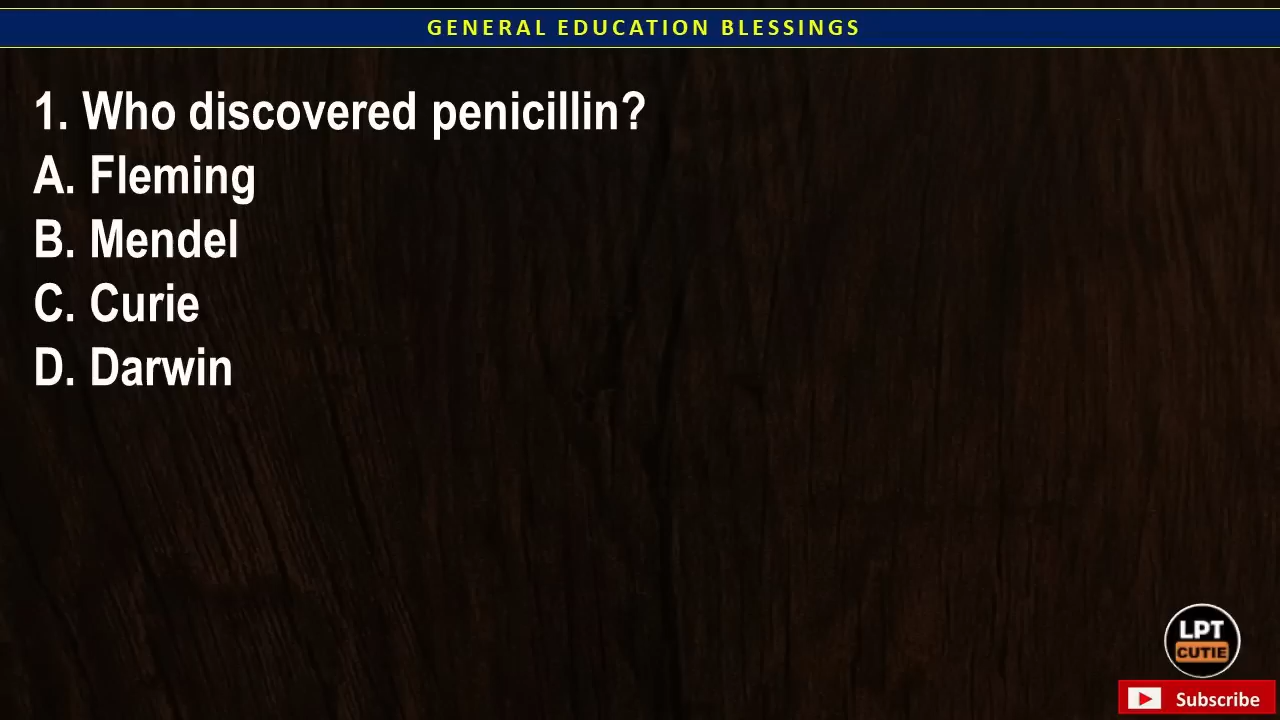 GENERAL EDUCATION BLESSINGS
1. Who discovered penicillin?
A. Fleming
B. Mendel
C. Curie
D. Darwin
LPT
CUTIE
Subscribe